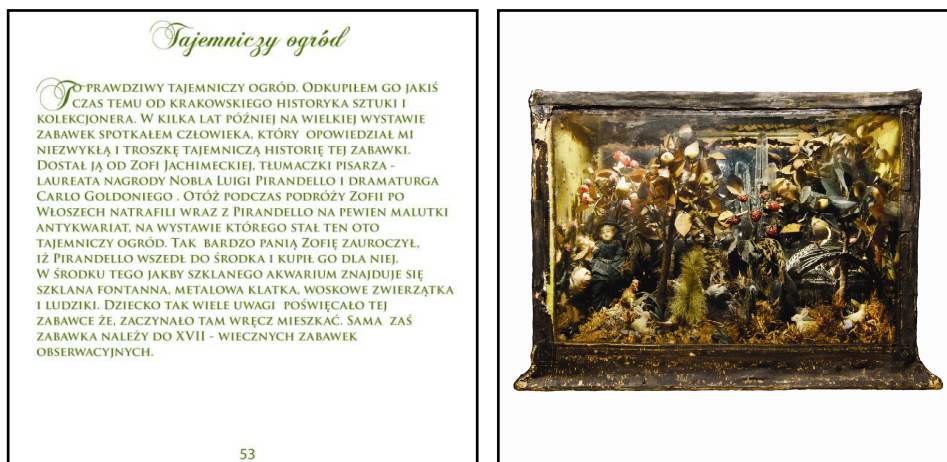 Tajemniczy ogród
To prawdziwy tajemniczy ogród. Odkupiłem go jakiś
czas temu od krakowskiego historyka sztuki i
kolekcjonera. W kilka lat później na wielkiej wystawie
zabawek spotkałem człowieka, który opowiedział mi
niezwykłą i troszkę tajemniczą historię tej zabawki.
Dostał ją od Zofi Jachimeckiej, tłumaczki pisarza -
laureata nagrody Nobla Luigi Pirandello i dramaturga
Carlo Goldoniego . Otóż podczas podróży Zofii po
Włoszech natrafili wraz z Pirandello na pewien malutki
antykwariat, na wystawie którego stał ten oto
tajemniczy ogród. Tak bardzo panią Zofię zauroczył,
iż Pirandello wszedł do środka i kupił go dla niej.
W środku tego jakby szklanego akwarium znajduje się
szklana fontanna, metalowa klatka, woskowe zwierzątka
i ludziki. Dziecko tak wiele uwagi poświęcało tej
zabawce że, zaczynało tam wręcz mieszkać. Sama zaś
zabawka należy do XVII - wiecznych zabawek
obserwacyjnych.
53